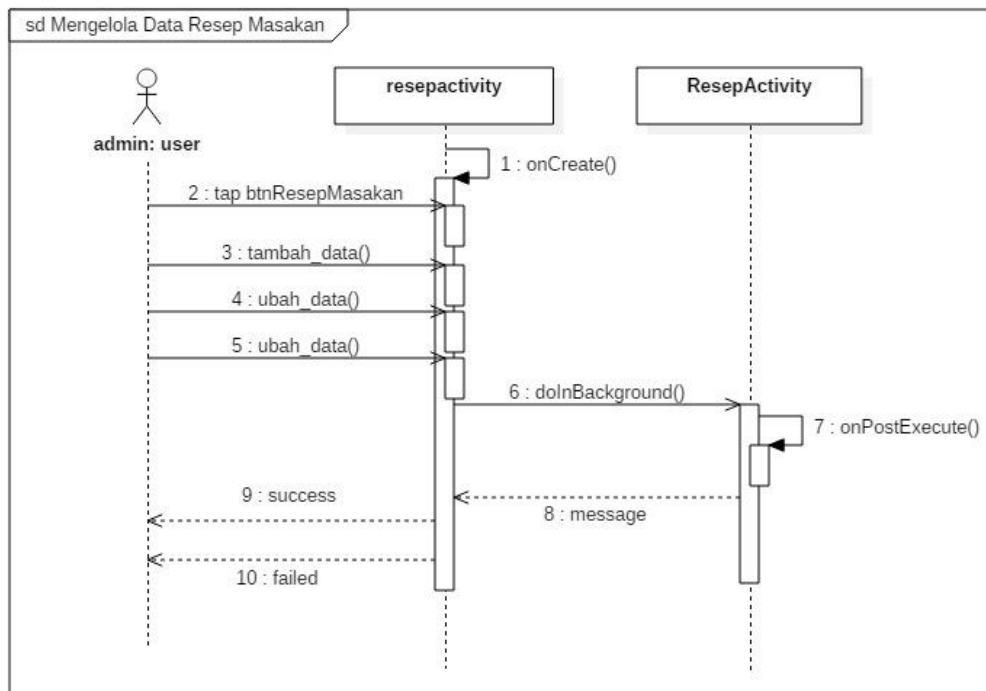 sd Mengelola Data Resep Masakan
resepactivity
ResepActivity
admin: user
1 : onCreate()
2 : tap btnResepMasakan
3 : tambah_data()
4 : ubah_data()
5 : ubah_data()
6 : doInBackground()
7 : onPostExecute()
9 : success
8 : message
10 : failed